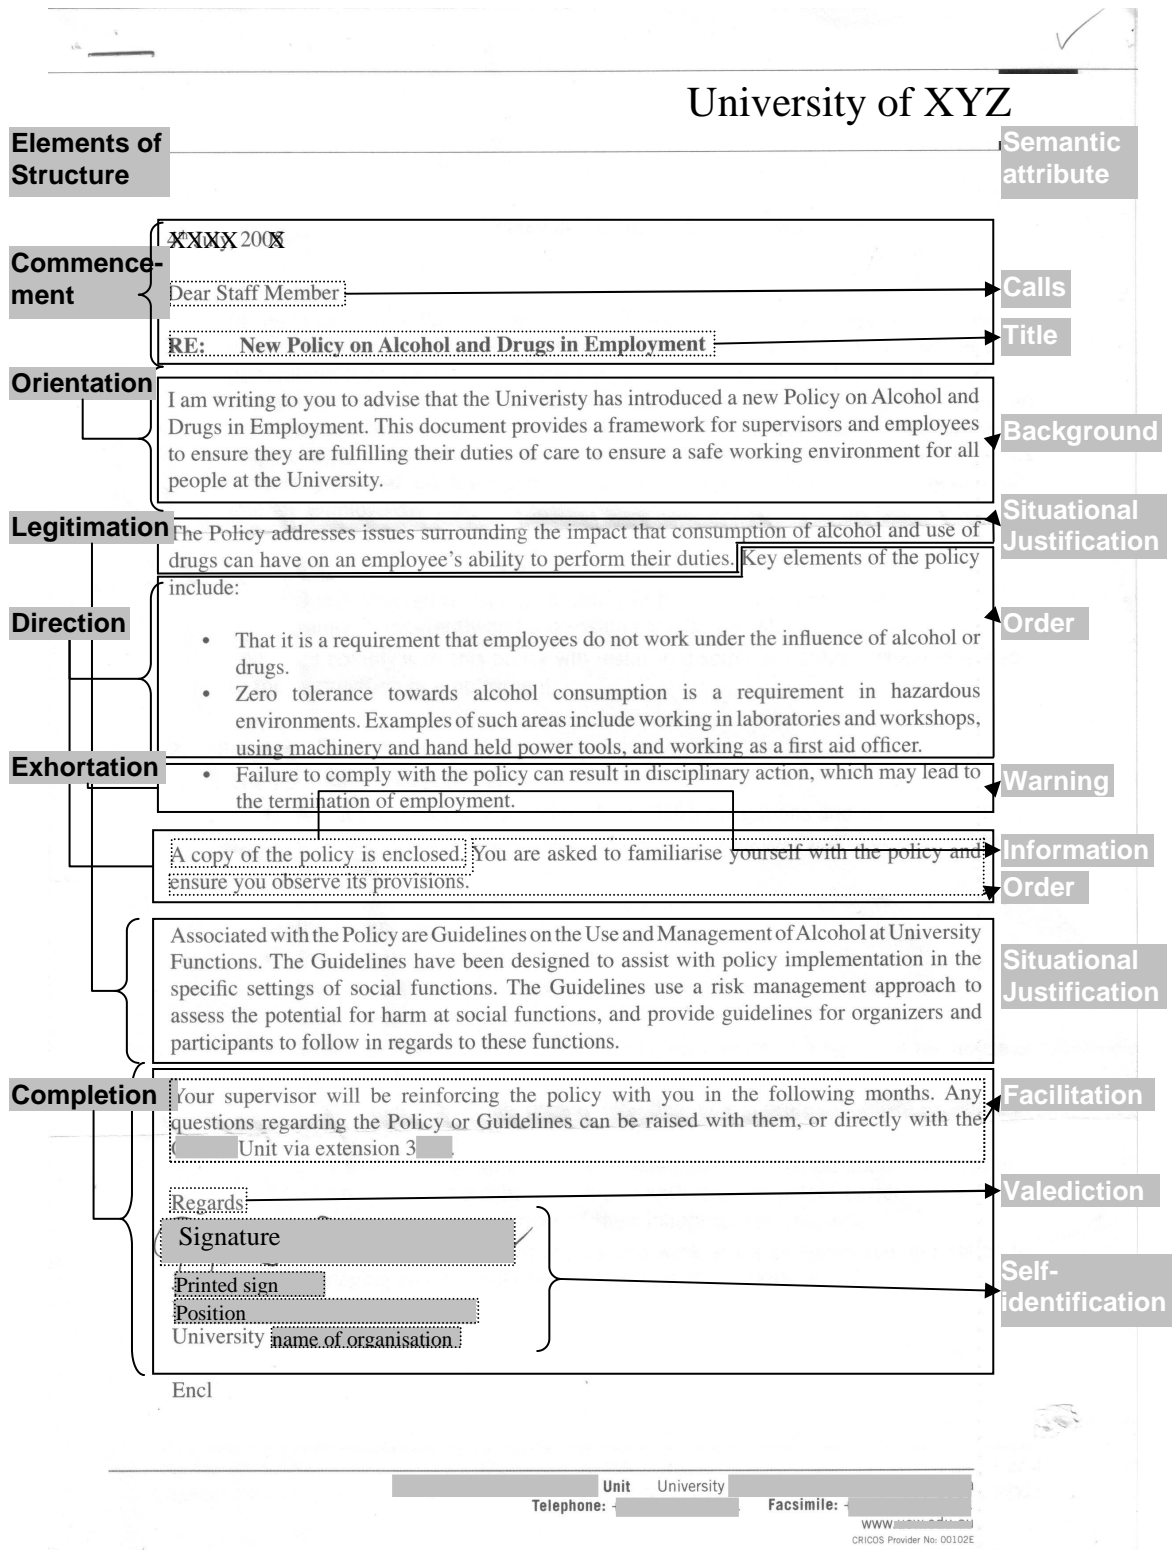 University of XYZ
Elements of
Structure
Semantic
attribute
XXXX 200X
Commence-
ment
Dear Staff Member
Calls
RE: New Policy on Alcohol and Drugs in Employment
Title
Orientation
I am writing to you to advise that the Univeristy has introduced a new Policy on Alcohol and
Drugs in Employment. This document provides a framework for supervisors and employees
to ensure they are fulfilling their duties of care to ensure a safe working environment for all
people at the University.
Background
Legitimation
The Policy addresses issues surrounding the impact that consumption of alcohol and use of
drugs can have on an employee's ability to perform their duties. Key elements of the policy
include:
Situational
Justification
Direction
Order
• That it is a requirement that employees do not work under the influence of alcohol or
drugs.
• Zero tolerance towards alcohol consumption is a requirement in hazardous
environments. Examples of such areas include working in laboratories and workshops,
using machinery and hand held power tools, and working as a first aid officer.
Exhortation
• Failure to comply with the policy can result in disciplinary action, which may lead to
the termination of employment.
Warning
A copy of the policy is enclosed. You are asked to familiarise yourself with the policy and
ensure you observe its provisions.
Information
Order
Associated with the Policy are Guidelines on the Use and Management of Alcohol at University
Functions. The Guidelines have been designed to assist with policy implementation in the
specific settings of social functions. The Guidelines use a risk management approach to
assess the potential for harm at social functions, and provide guidelines for organizers and
participants to follow in regards to these functions.
Situational
Justification
Completion
Your supervisor will be reinforcing the policy with you in the following months. Any
questions regarding the Policy or Guidelines can be raised with them, or directly with the
Unit via extension 3
Facilitation
Regards
Valediction
Signature
Printed sign
Position
University name of organisation
Self-
identification
Encl
Unit University
Telephone: Facsimile:
www.
CRICOS Provider No: 00102E